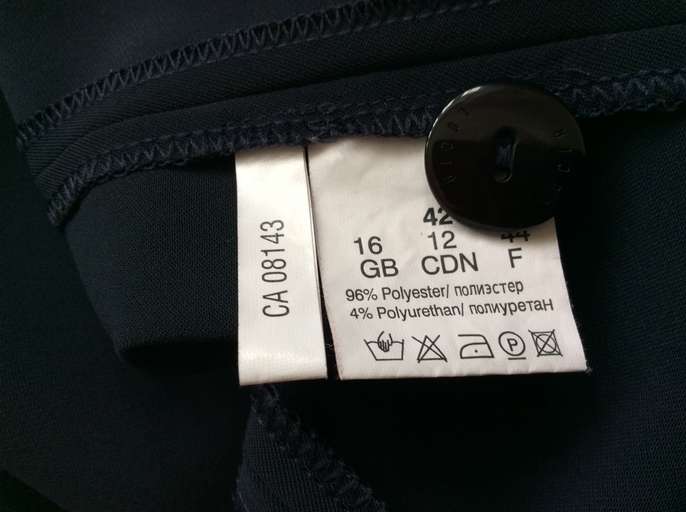 CA 08143
42
16 12 44
GB CDN F
96% Polyester/ полиэстер
4% Polyurethan/ полиуретан
P